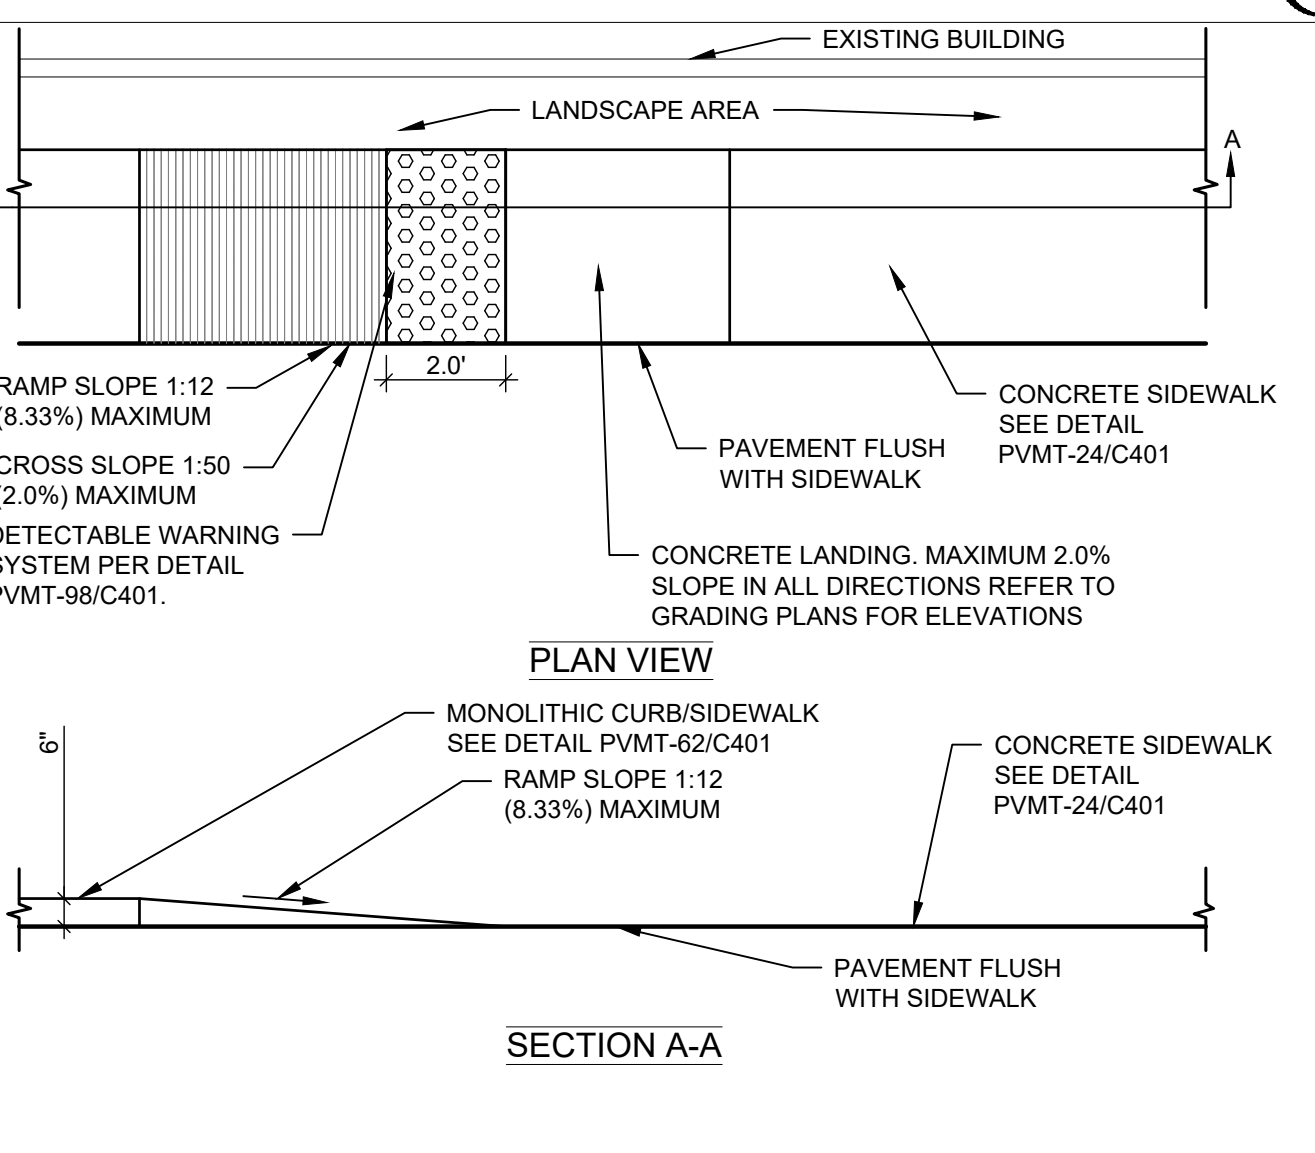 EXISTING BUILDING
LANDSCAPE AREA
A
2.0'
RAMP SLOPE 1:12
(8.33%) MAXIMUM
CROSS SLOPE 1:50
(2.0%) MAXIMUM
DETECTABLE WARNING
SYSTEM PER DETAIL
PVMT-98/C401.
CONCRETE SIDEWALK
SEE DETAIL
PVMT-24/C401
PAVEMENT FLUSH
WITH SIDEWALK
CONCRETE LANDING. MAXIMUM 2.0%
SLOPE IN ALL DIRECTIONS REFER TO
GRADING PLANS FOR ELEVATIONS
PLAN VIEW
6"
MONOLITHIC CURB/SIDEWALK
SEE DETAIL PVMT-62/C401
RAMP SLOPE 1:12
(8.33%) MAXIMUM
CONCRETE SIDEWALK
SEE DETAIL
PVMT-24/C401
PAVEMENT FLUSH
WITH SIDEWALK
SECTION A-A